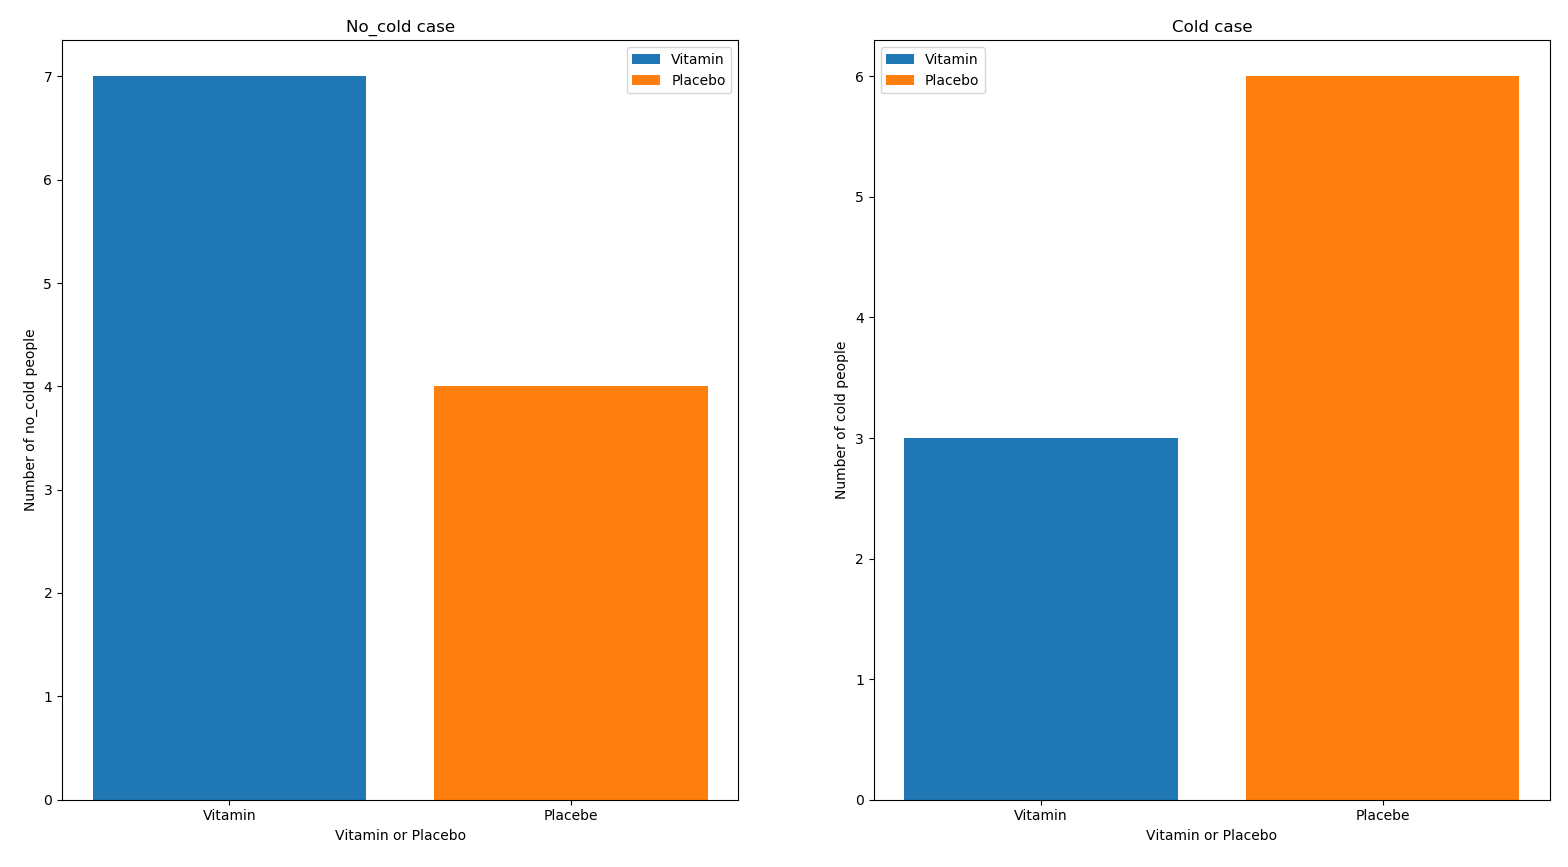 No_cold case
Vitamin
Placebo
7
6
5
4
3
2
1
0
Number of no_cold people
Vitamin
Placebe
Vitamin or Placebo
Cold case
Vitamin
Placebo
6
5
4
3
2
1
0
Number of cold people
Vitamin
Placebe
Vitamin or Placebo